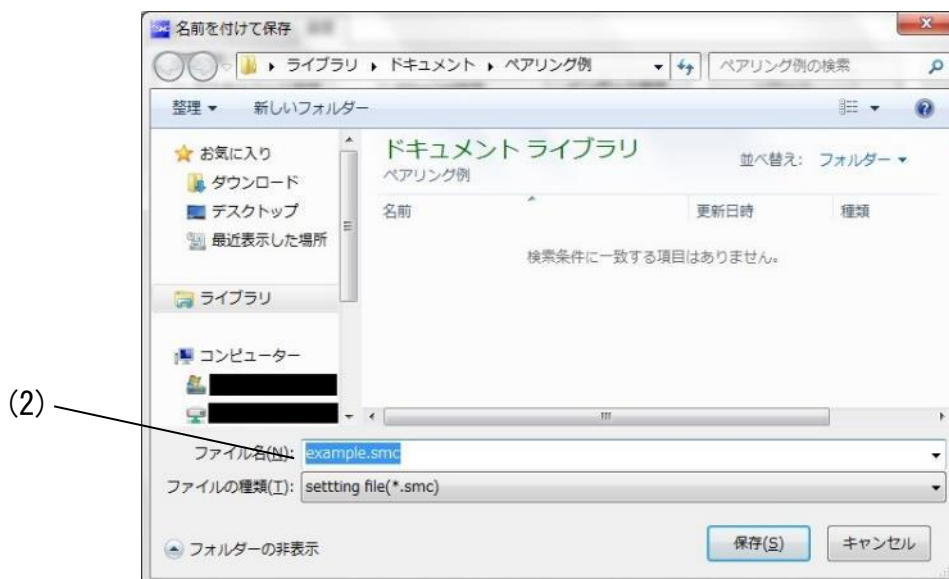 名前を付けて保存
ライブラリ ▸ ドキュメント ▸ ペアリング例
ペアリング例の検索
整理 ▼ 新しいフォルダー
お気に入り
ダウンロード
デスクトップ
最近表示した場所
ライブラリ
コンピューター
ドキュメント ライブラリ
ペアリング例
並べ替え: フォルダー ▼
名前 更新日時 種類
検索条件に一致する項目はありません。
(2)
ファイル名(N): example.smc
ファイルの種類(T): settting file(*.smc)
フォルダーの非表示
保存(S) キャンセル